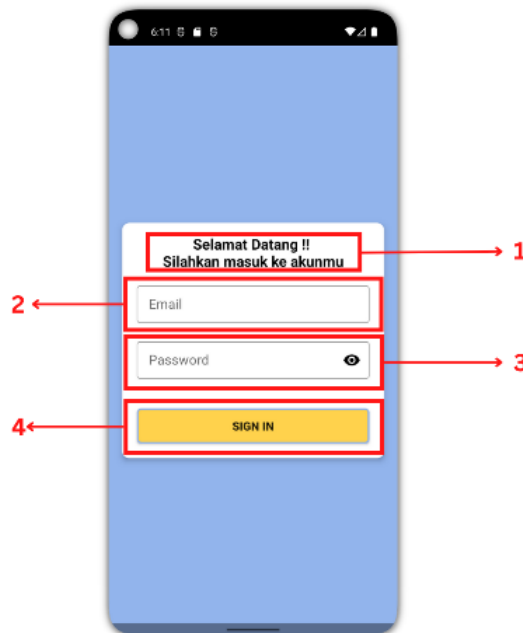 6:11
Selamat Datang !!
Silahkan masuk ke akunmu
1
2
Email
Password
3
4
SIGN IN